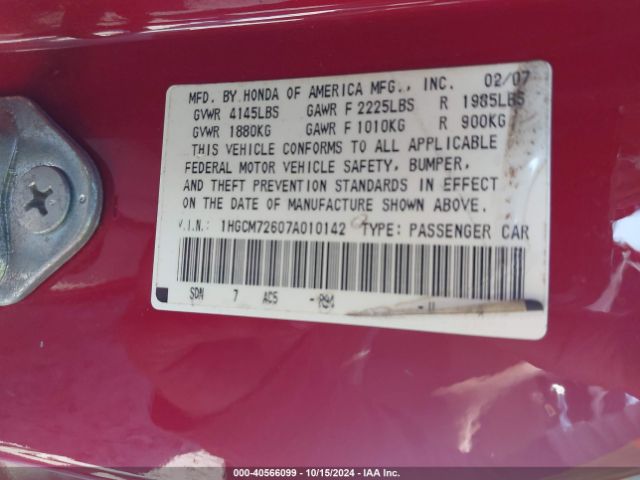 MFD. BY HONDA OF AMERICA MFG., INC. 02/07
GVWR 4145LBS GAWR F 2225LBS R 1985LBS
GVWR 1880KG GAWR F 1010KG R 900KG
THIS VEHICLE CONFORMS TO ALL APPLICABLE
FEDERAL MOTOR VEHICLE SAFETY, BUMPER,
AND THEFT PREVENTION STANDARDS IN EFFECT
ON THE DATE OF MANUFACTURE SHOWN ABOVE.
V.I.N.: 1HGCM72607A010142 TYPE: PASSENGER CAR
SDN 7 AC5
000-40566099 - 10/15/2024 - IAA Inc.